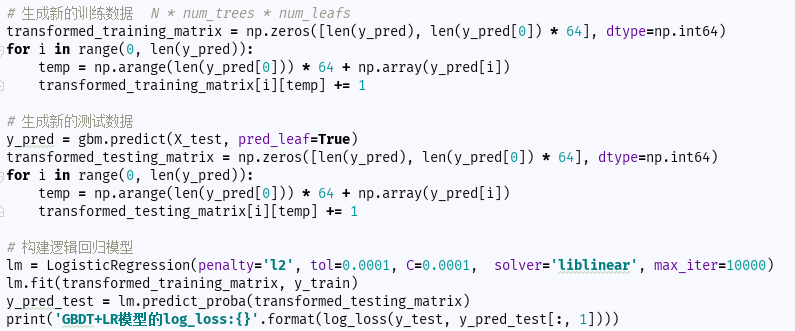 # 生成新的训练数据  N * num_trees * num_leafs
transformed_training_matrix = np.zeros([len(y_pred), len(y_pred[0]) * 64], dtype=np.int64)
for i in range(0, len(y_pred)):
    temp = np.arange(len(y_pred[0])) * 64 + np.array(y_pred[i])
    transformed_training_matrix[i][temp] += 1

# 生成新的测试数据
y_pred = gbm.predict(X_test, pred_leaf=True)
transformed_testing_matrix = np.zeros([len(y_pred), len(y_pred[0]) * 64], dtype=np.int64)
for i in range(0, len(y_pred)):
    temp = np.arange(len(y_pred[0])) * 64 + np.array(y_pred[i])
    transformed_testing_matrix[i][temp] += 1

# 构建逻辑回归模型
lm = LogisticRegression(penalty='l2', tol=0.0001, C=0.0001,  solver='liblinear', max_iter=10000)
lm.fit(transformed_training_matrix, y_train)
y_pred_test = lm.predict_proba(transformed_testing_matrix)
print('GBDT+LR模型的log_loss:{}'.format(log_loss(y_test, y_pred_test[:, 1])))